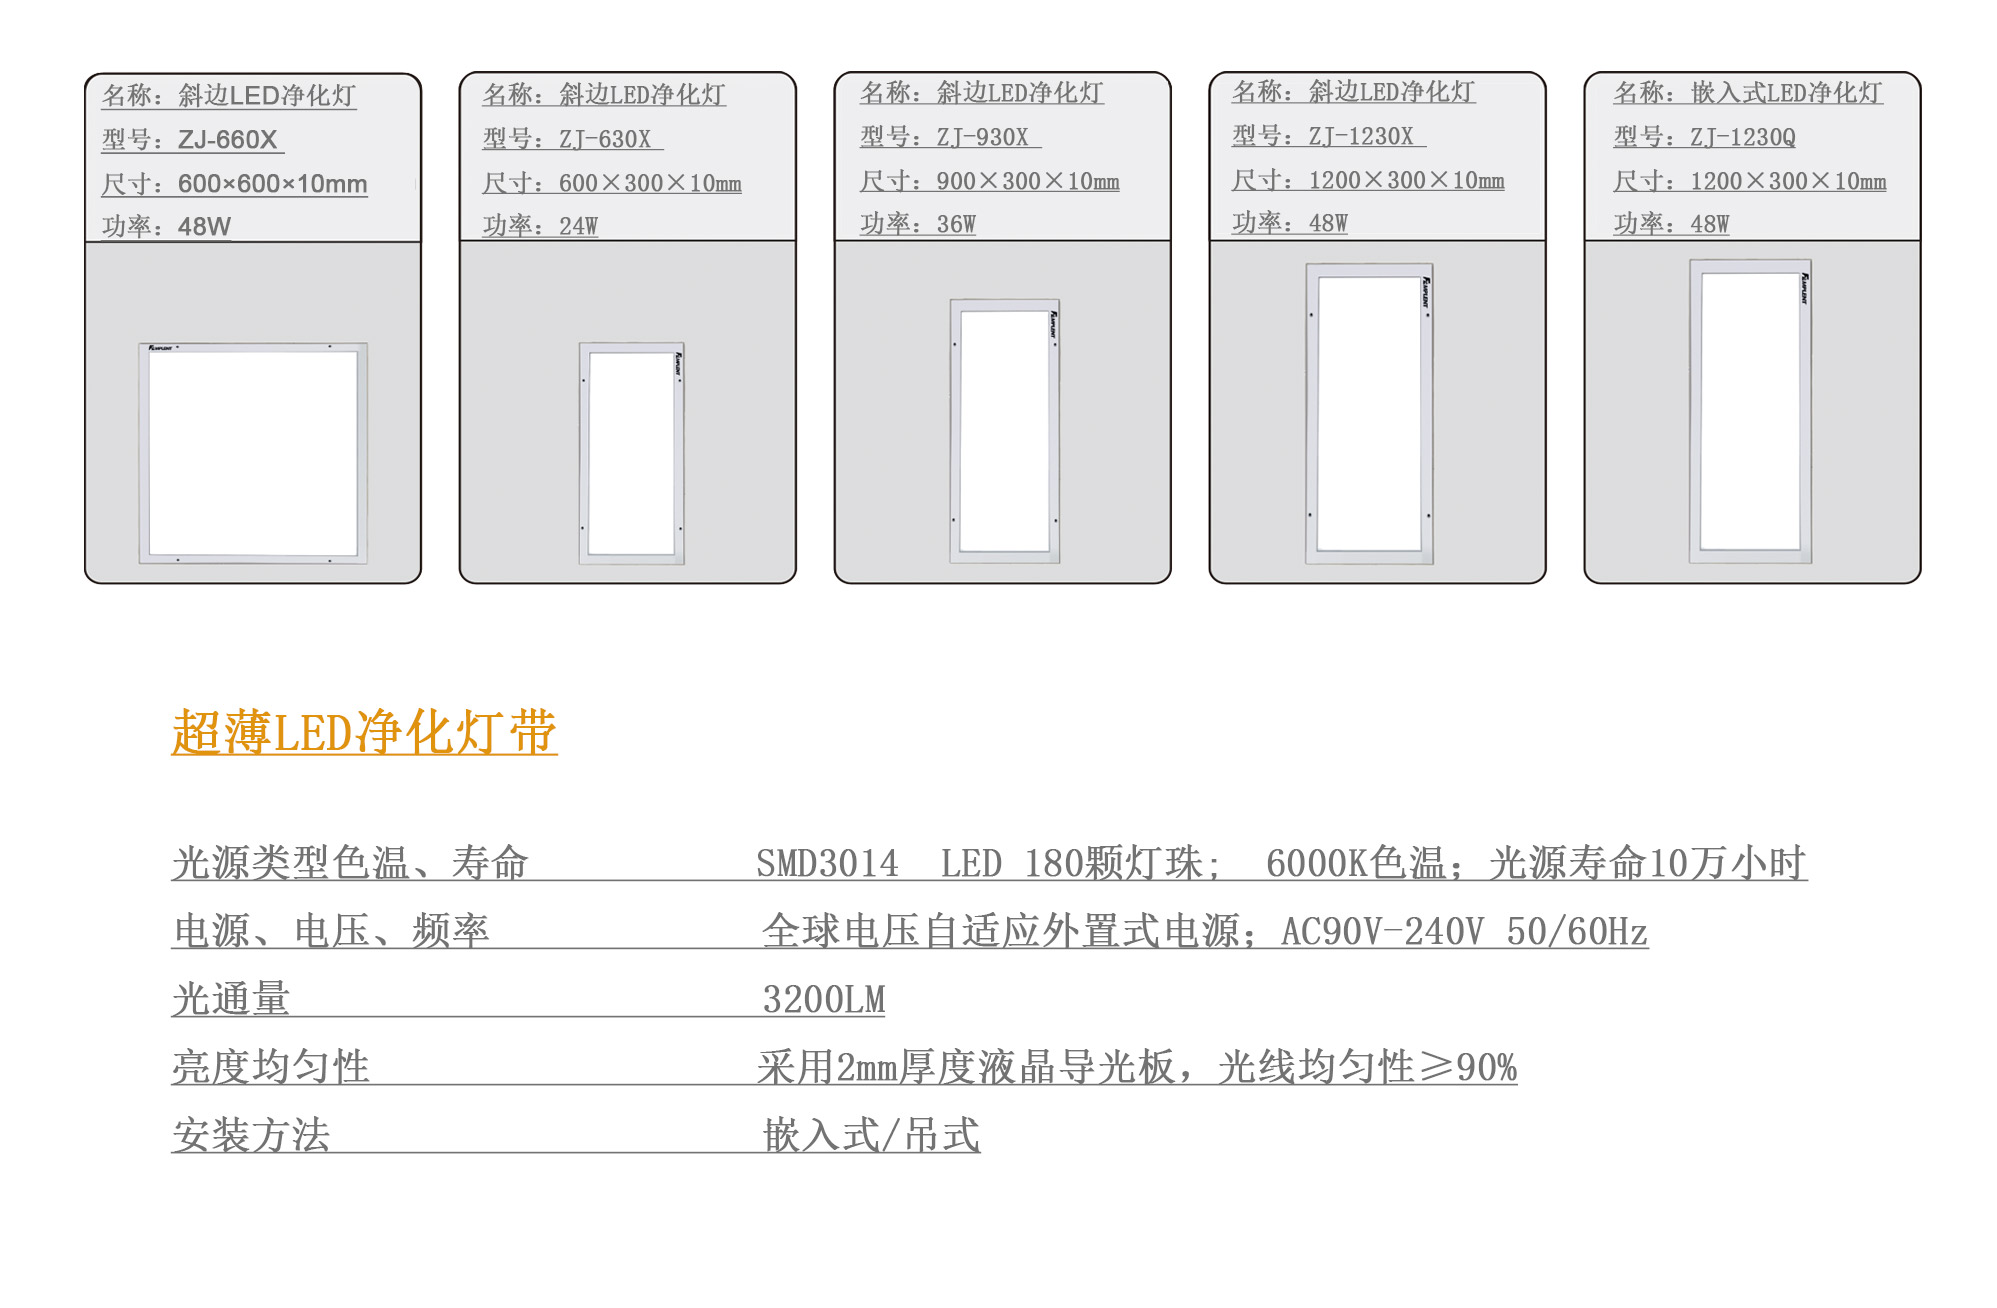 名称：斜边LED净化灯
型号：ZJ-660X
尺寸：600×600×10mm
功率：48W
名称：斜边LED净化灯
型号：ZJ-630X
尺寸：600×300×10mm
功率：24W
名称：斜边LED净化灯
型号：ZJ-930X
尺寸：900×300×10mm
功率：36W
名称：斜边LED净化灯
型号：ZJ-1230X
尺寸：1200×300×10mm
功率：48W
名称：嵌入式LED净化灯
型号：ZJ-1230Q
尺寸：1200×300×10mm
功率：48W
超薄LED净化灯带
光源类型色温、寿命 SMD3014 LED 180颗灯珠； 6000K色温；光源寿命10万小时
电源、电压、频率 全球电压自适应外置式电源；AC90V-240V 50/60Hz
光通量 3200LM
亮度均匀性 采用2mm厚度液晶导光板，光线均匀性≥90%
安装方法 嵌入式/吊式